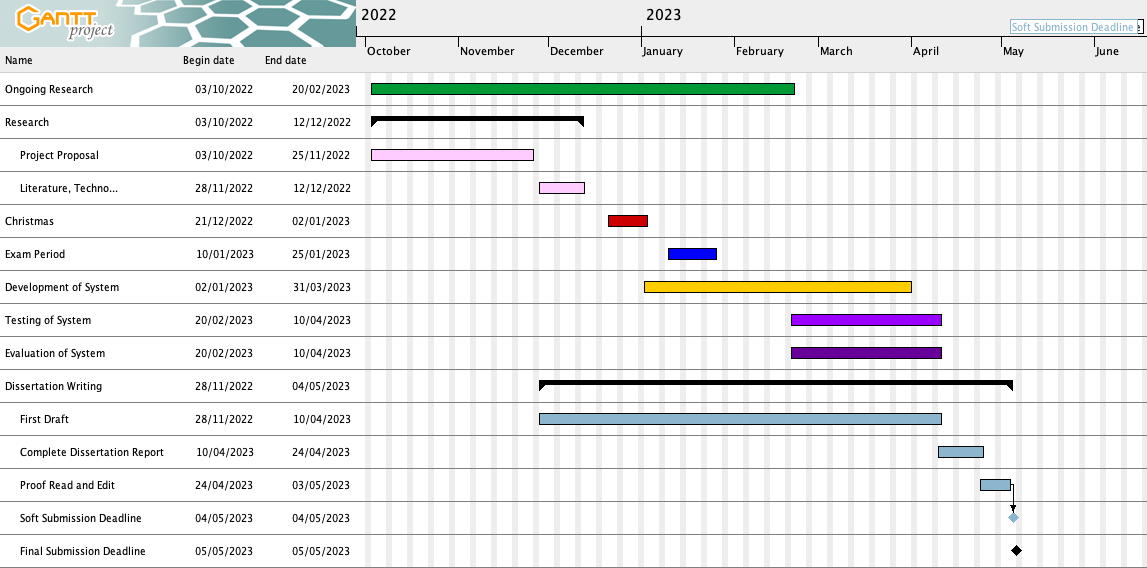 GANTT
project
2022
2023
Soft Submission Deadline
October November December January February March April May June
Name Begin date End date
Ongoing Research 03/10/2022 20/02/2023
Research 03/10/2022 12/12/2022
Project Proposal 03/10/2022 25/11/2022
Literature, Techno... 28/11/2022 12/12/2022
Christmas 21/12/2022 02/01/2023
Exam Period 10/01/2023 25/01/2023
Development of System 02/01/2023 31/03/2023
Testing of System 20/02/2023 10/04/2023
Evaluation of System 20/02/2023 10/04/2023
Dissertation Writing 28/11/2022 04/05/2023
First Draft 28/11/2022 10/04/2023
Complete Dissertation Report 10/04/2023 24/04/2023
Proof Read and Edit 24/04/2023 03/05/2023
Soft Submission Deadline 04/05/2023 04/05/2023
Final Submission Deadline 05/05/2023 05/05/2023